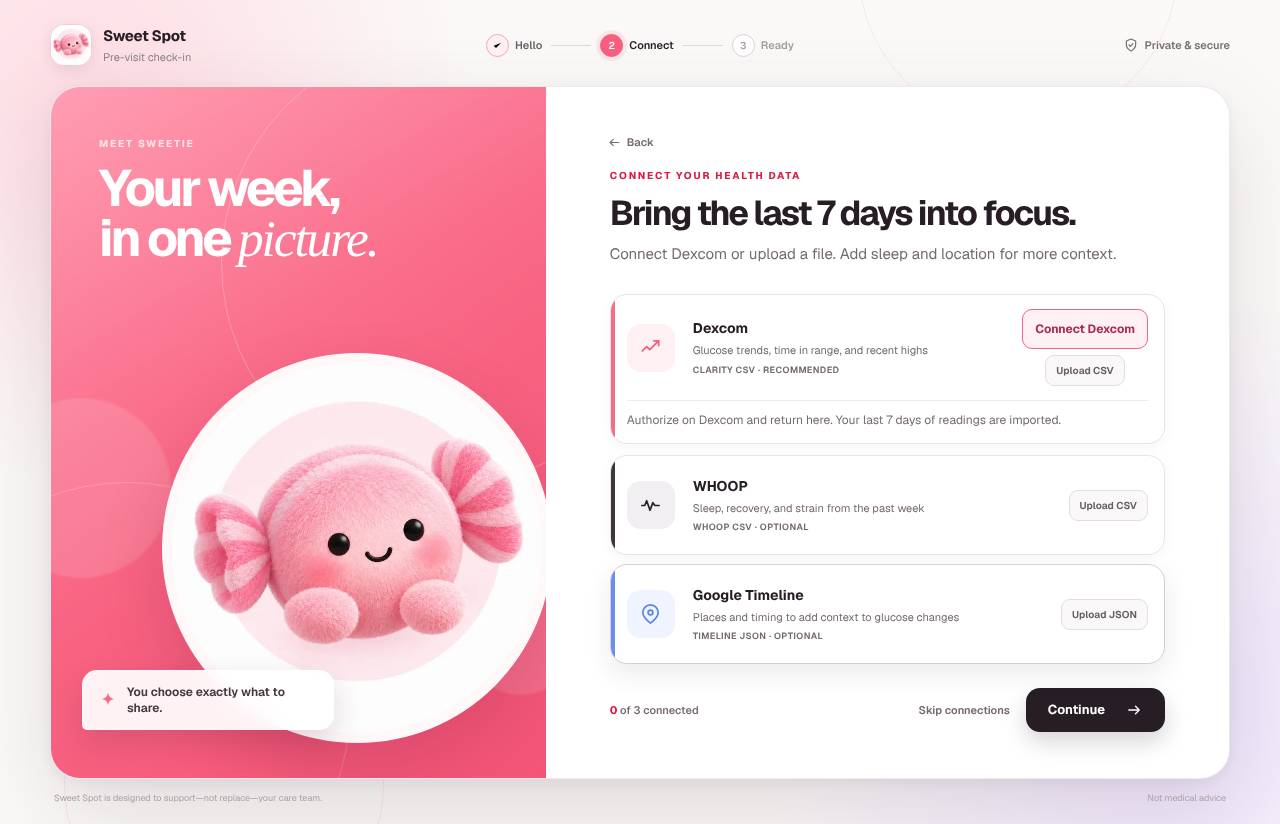 Sweet Spot
Pre-visit check-in
Hello
2 Connect
3 Ready
Private & secure
MEET SWEETIE
Your week,
in one picture.
You choose exactly what to
share.
Back
CONNECT YOUR HEALTH DATA
Bring the last 7 days into focus.
Connect Dexcom or upload a file. Add sleep and location for more context.
Dexcom
Glucose trends, time in range, and recent highs
CLARITY CSV · RECOMMENDED
Connect Dexcom
Upload CSV
Authorize on Dexcom and return here. Your last 7 days of readings are imported.
WHOOP
Sleep, recovery, and strain from the past week
WHOOP CSV · OPTIONAL
Upload CSV
Google Timeline
Places and timing to add context to glucose changes
TIMELINE JSON · OPTIONAL
Upload JSON
0 of 3 connected
Skip connections
Continue
Sweet Spot is designed to support—not replace—your care team.
Not medical advice